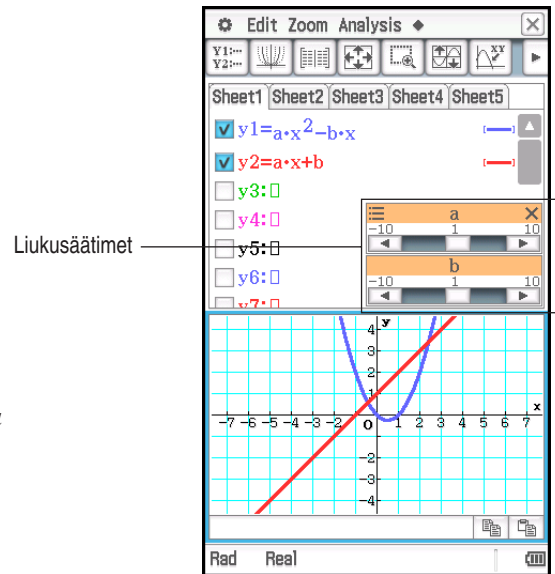 Edit Zoom Analysis ◆
Y1:···
Y2:···
XY
Sheet1 Sheet2 Sheet3 Sheet4 Sheet5
y1=a·x²−b·x
y2=a·x+b
y3:▯
y4:▯
y5:▯
y6:▯
y7:▯
a
-10 1 10
b
-10 1 10
Liukusäätimet
y
4
3
2
x
-7 -6 -5 -4 -3 -2 0 1 2 3 4 5 6 7
-2
-3
-4
Rad Real